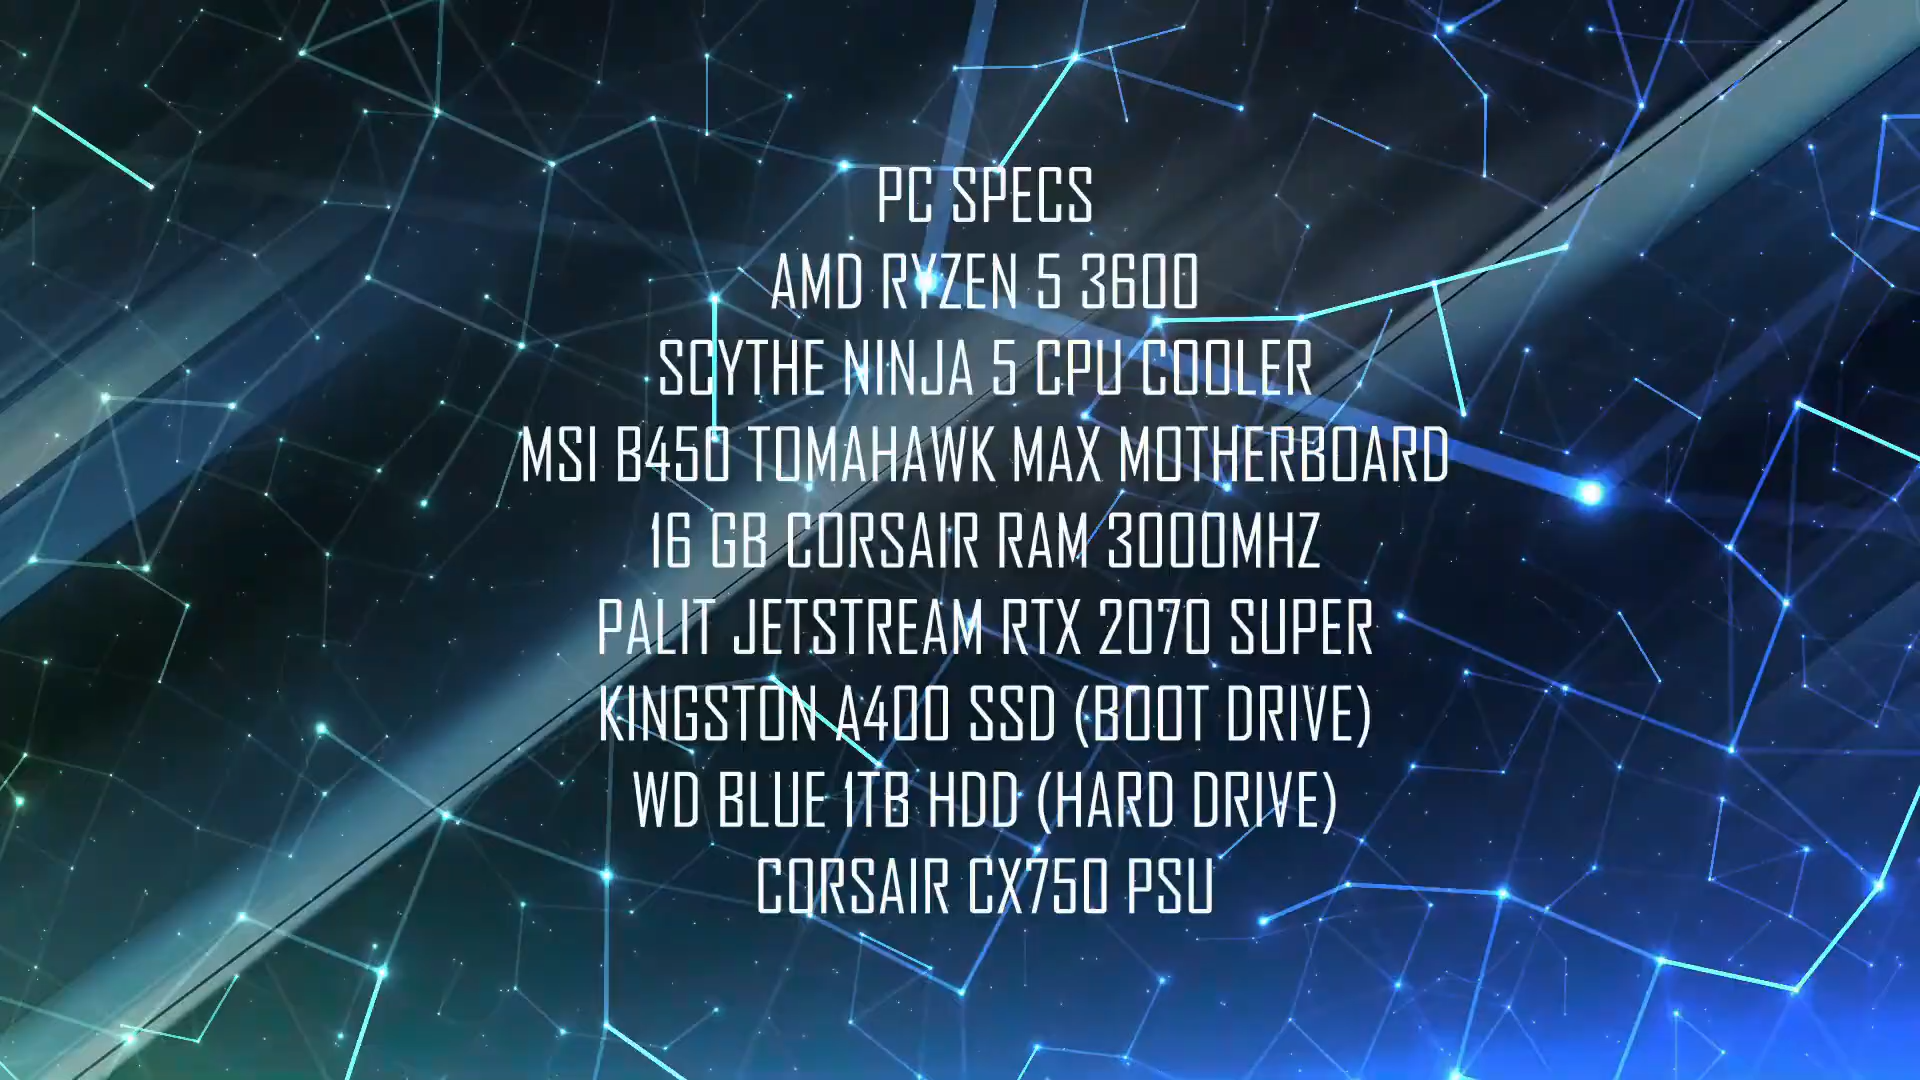 PC SPECS
AMD RYZEN 5 3600
SCYTHE NINJA 5 CPU COOLER
MSI B450 TOMAHAWK MAX MOTHERBOARD
16 GB CORSAIR RAM 3000MHZ
PALIT JETSTREAM RTX 2070 SUPER
KINGSTON A400 SSD (BOOT DRIVE)
WD BLUE 1TB HDD (HARD DRIVE)
CORSAIR CX750 PSU